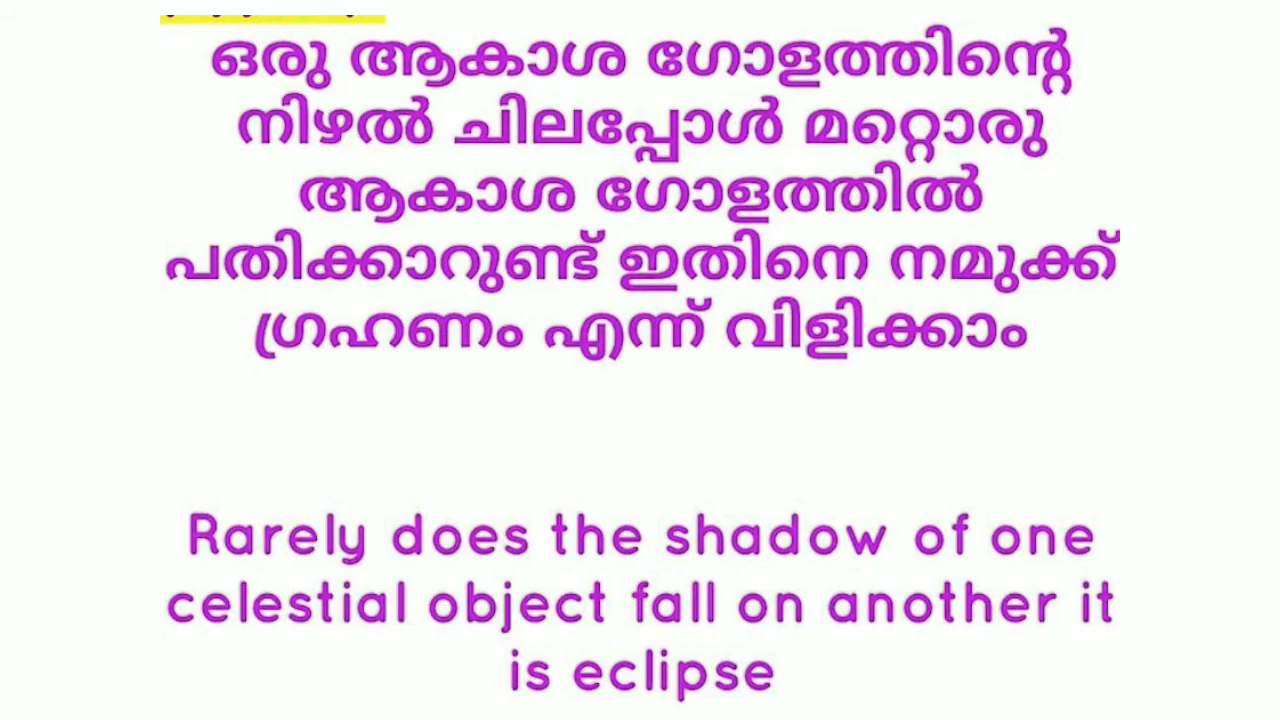 ഒരു ആകാശ ഗോളത്തിന്റെ
നിഴൽ ചിലപ്പോൾ മറ്റൊരു
ആകാശ ഗോളത്തിൽ
പതിക്കാറുണ്ട് ഇതിനെ നമുക്ക്
ഗ്രഹണം എന്ന് വിളിക്കാം
Rarely does the shadow of one
celestial object fall on another it
is eclipse